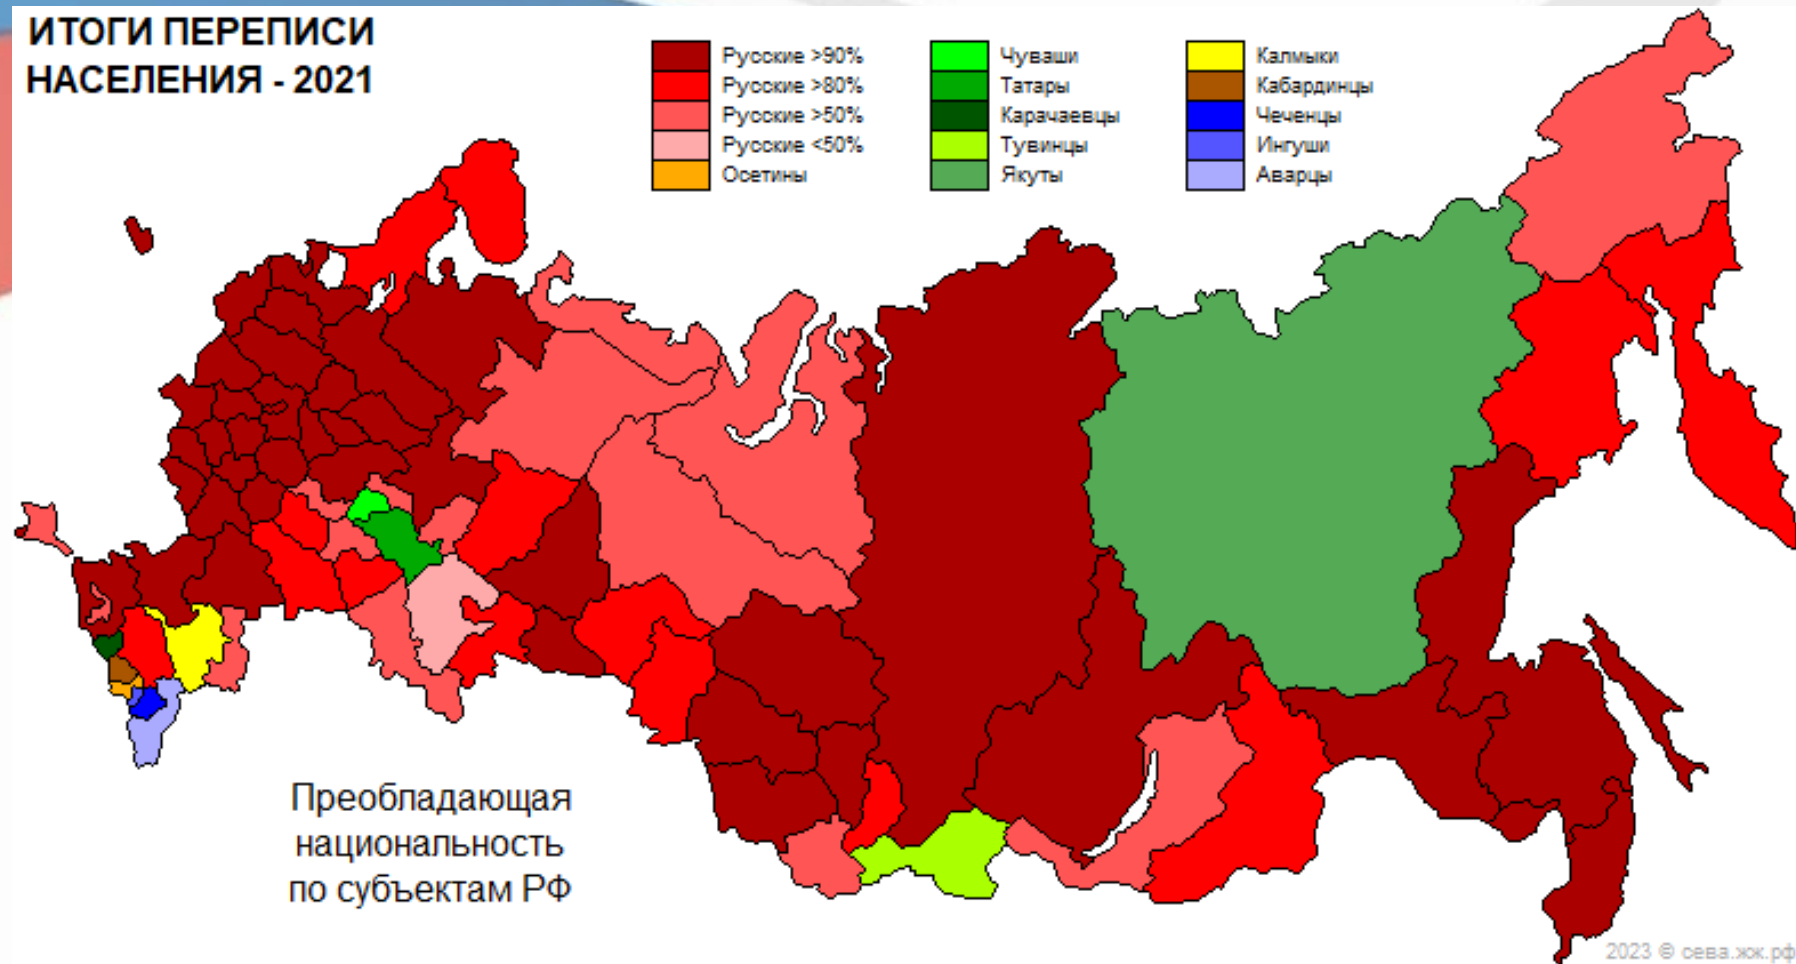 ИТОГИ ПЕРЕПИСИ
НАСЕЛЕНИЯ - 2021
Русские >90%
Русские >80%
Русские >50%
Русские <50%
Осетины
Чуваши
Татары
Карачаевцы
Тувинцы
Якуты
Калмыки
Кабардинцы
Чеченцы
Ингуши
Аварцы
Преобладающая
национальность
по субъектам РФ
2023 © сева.жж.рф